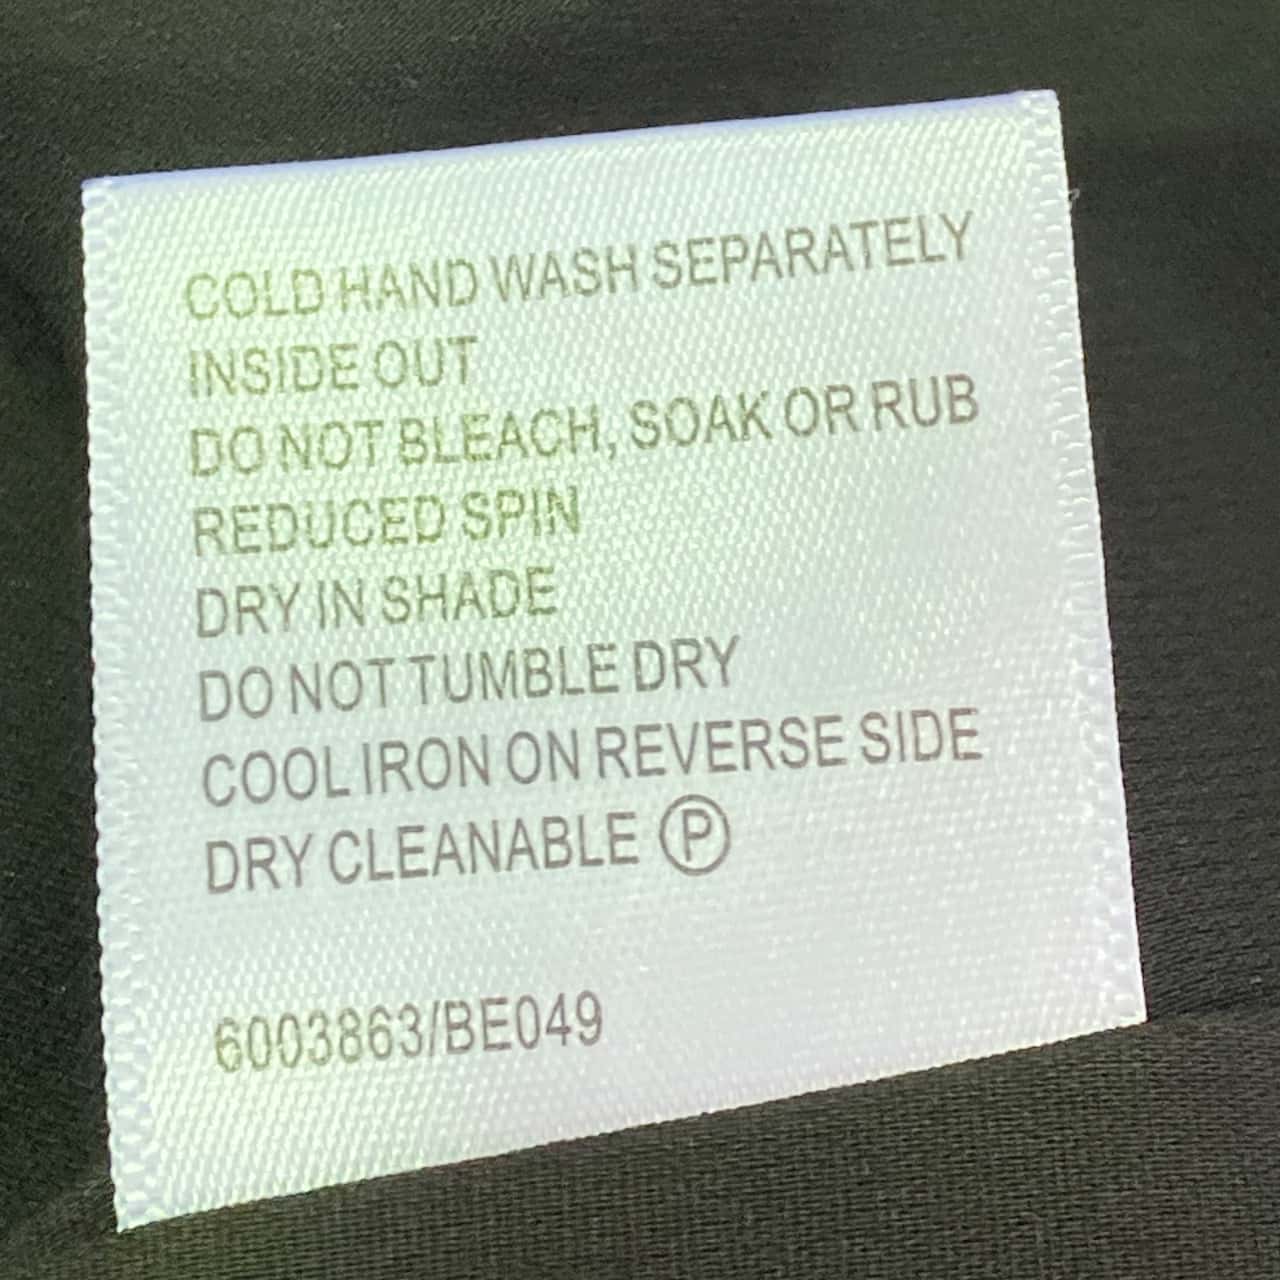 COLD HAND WASH SEPARATELY
INSIDE OUT
DO NOT BLEACH, SOAK OR RUB
REDUCED SPIN
DRY IN SHADE
DO NOT TUMBLE DRY
COOL IRON ON REVERSE SIDE
DRY CLEANABLE Ⓟ
6003863/BE049